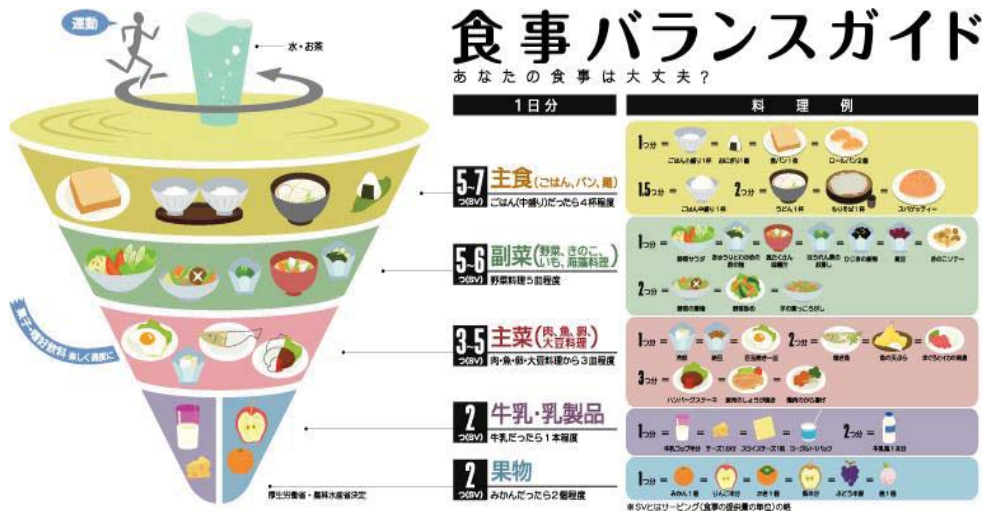 運動
水・お茶
食事バランスガイド
あなたの食事は大丈夫？
1日分
料理例
5~7 つ(SV) 主食(ごはん、パン、麺)
ごはん(中盛り)だったら4杯程度
5~6 つ(SV) 副菜(野菜、きのこ、いも、海藻料理)
野菜料理5皿程度
3~5 つ(SV) 主菜(肉、魚、卵、大豆料理)
肉・魚・卵・大豆料理から3皿程度
2 つ(SV) 牛乳・乳製品
牛乳だったら1本程度
2 つ(SV) 果物
みかんだったら2個程度
菓子・嗜好飲料 楽しく適度に
厚生労働省・農林水産省決定
1つ分 = ごはん小盛り1杯 = おにぎり1個 = 食パン1枚 = ロールパン2個
1.5つ分 = ごはん中盛り1杯 2つ分 = うどん1杯 = もりそば1杯 = スパゲッティー
1つ分 = 野菜サラダ = きゅうりとわかめの酢の物 = 具たくさん味噌汁 = ほうれん草のお浸し = ひじきの煮物 = 煮豆 = きのこソテー
2つ分 = 野菜の煮物 = 野菜炒め = 芋の煮っころがし
1つ分 = 冷奴 = 納豆 = 目玉焼き一皿 2つ分 = 焼き魚 = 魚の天ぷら = まぐろとイカの刺身
3つ分 = ハンバーグステーキ = 豚肉のしょうが焼き = 鶏肉のから揚げ
1つ分 = 牛乳コップ半分 = チーズ1かけ = スライスチーズ1枚 = ヨーグルト1パック 2つ分 = 牛乳瓶1本分
1つ分 = みかん1個 = りんご半分 = かき1個 = 梨半分 = ぶどう半房 = 桃1個
※SVとはサービング(食事の提供量の単位)の略